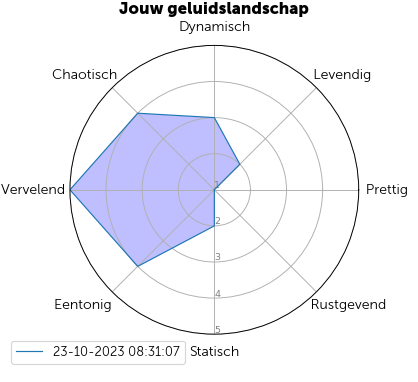 Jouw geluidslandschap
Dynamisch
Chaotisch
Levendig
Vervelend
Prettig
1
2
3
4
5
Eentonig
Rustgevend
Statisch
23-10-2023 08:31:07